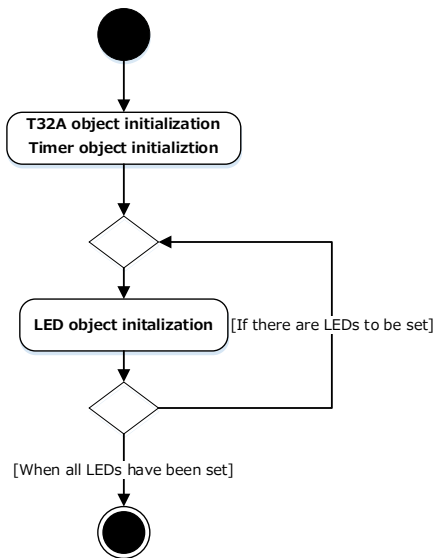 T32A object initialization
Timer object initializtion
LED object initalization
[If there are LEDs to be set]
[When all LEDs have been set]